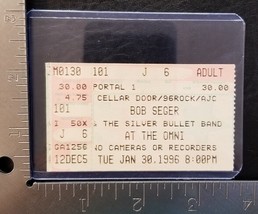 M0130 101 J 6 ADULT
30.00 PORTAL 1 30.00
4.75 CELLAR DOOR/96ROCK/AJC
101 BOB SEGER
I 50X & THE SILVER BULLET BAND
J 6 AT THE OMNI
GA1256 NO CAMERAS OR RECORDERS
12DEC5 TUE JAN 30,1996 8:00PM